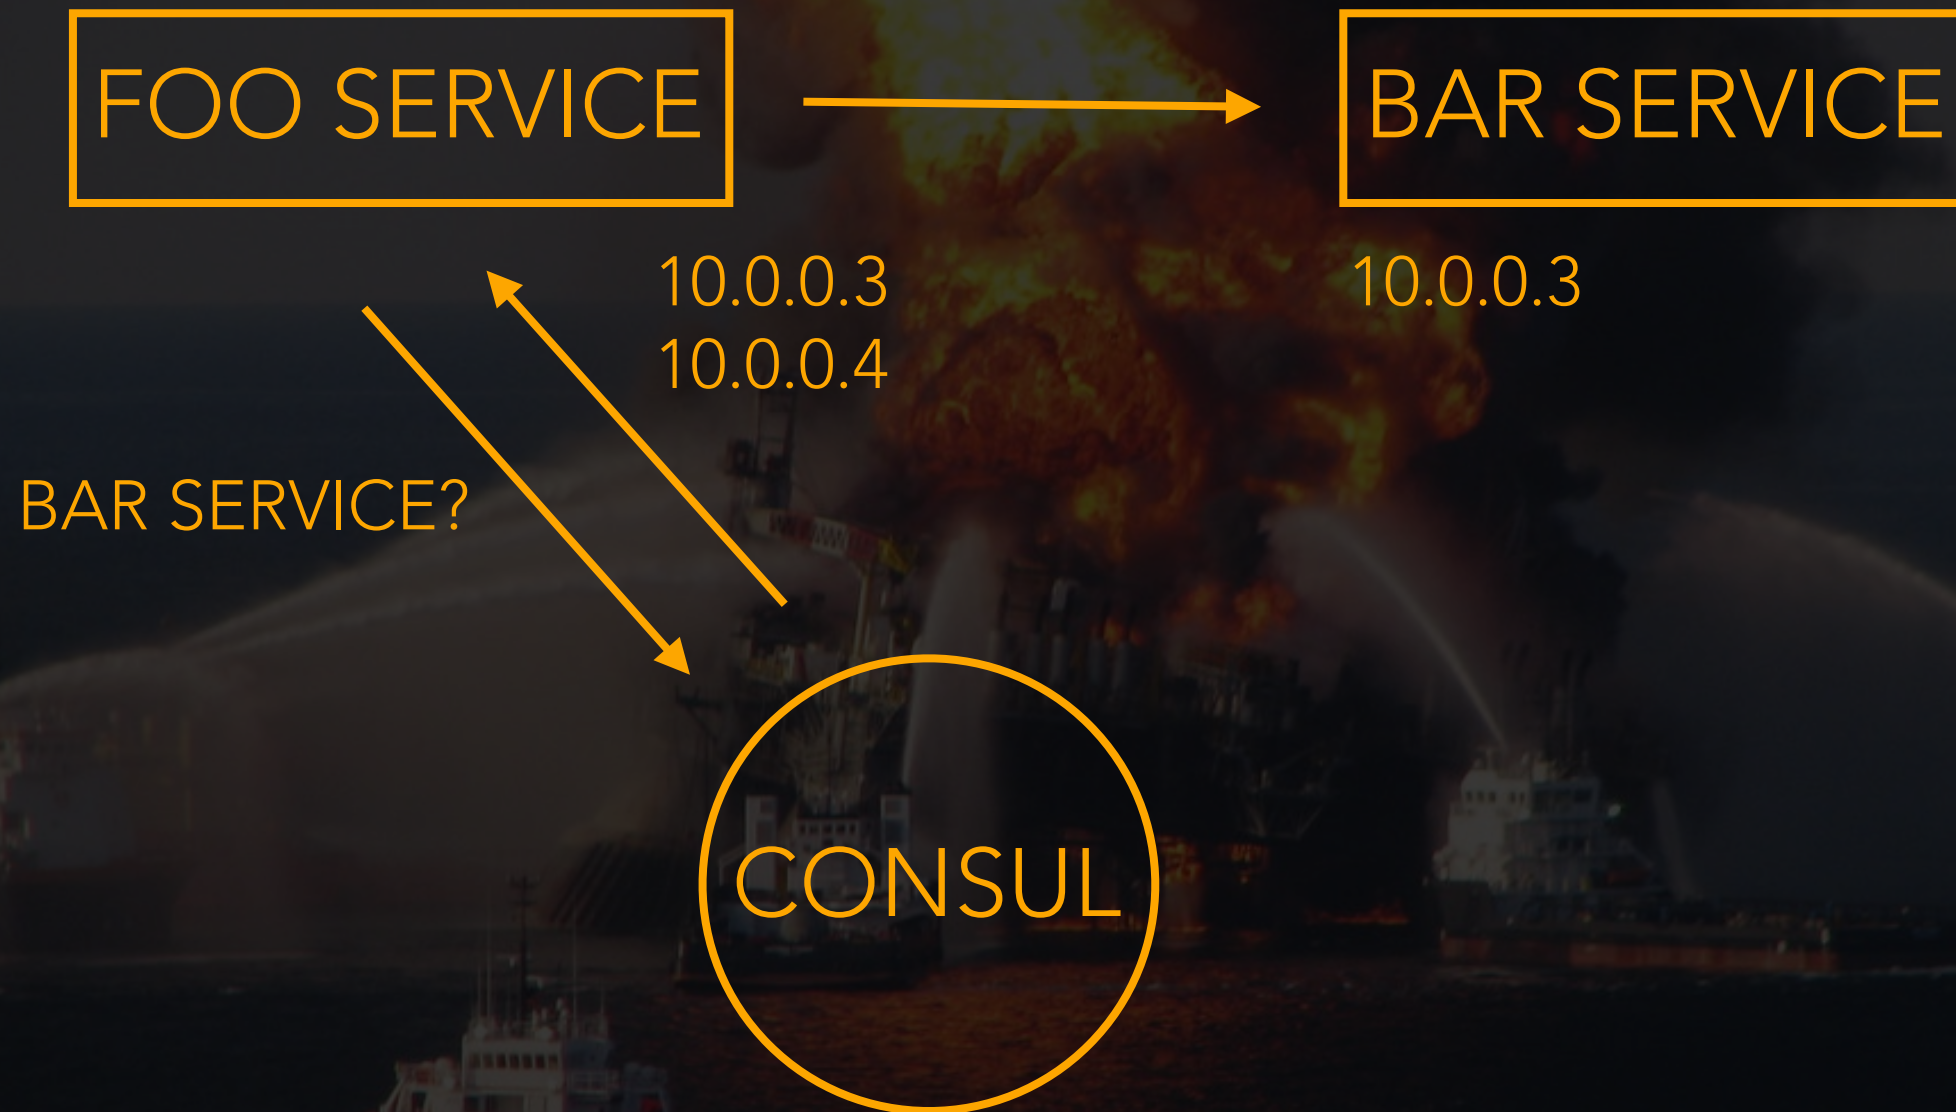 FOO SERVICE
BAR SERVICE
10.0.0.3
10.0.0.4
10.0.0.3
BAR SERVICE?
CONSUL